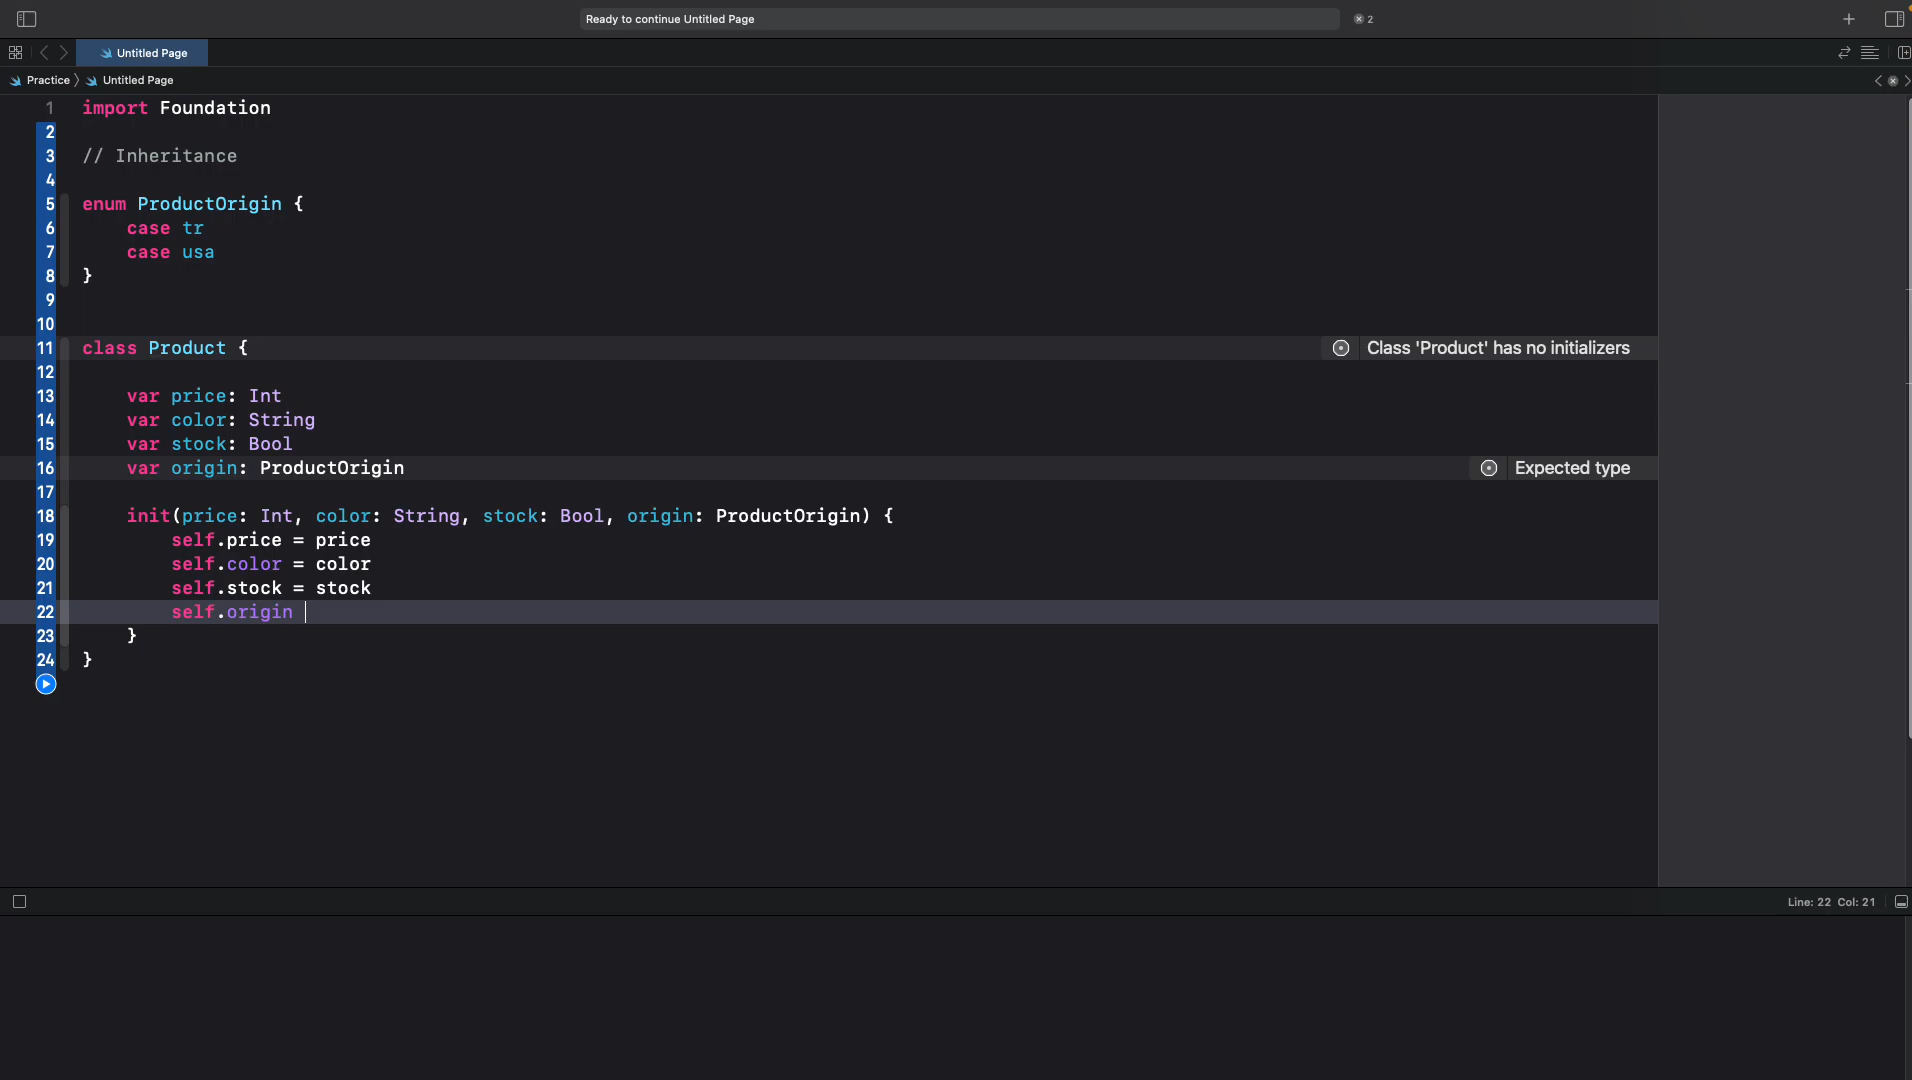 Ready to continue Untitled Page
2
Untitled Page
Practice
Untitled Page
1 import Foundation
2
3 // Inheritance
4
5 enum ProductOrigin {
6 case tr
7 case usa
8 }
9
10
11 class Product { Class 'Product' has no initializers
12
13 var price: Int
14 var color: String
15 var stock: Bool
16 var origin: ProductOrigin Expected type
17
18 init(price: Int, color: String, stock: Bool, origin: ProductOrigin) {
19 self.price = price
20 self.color = color
21 self.stock = stock
22 self.origin
23 }
24 }
Line: 22 Col: 21